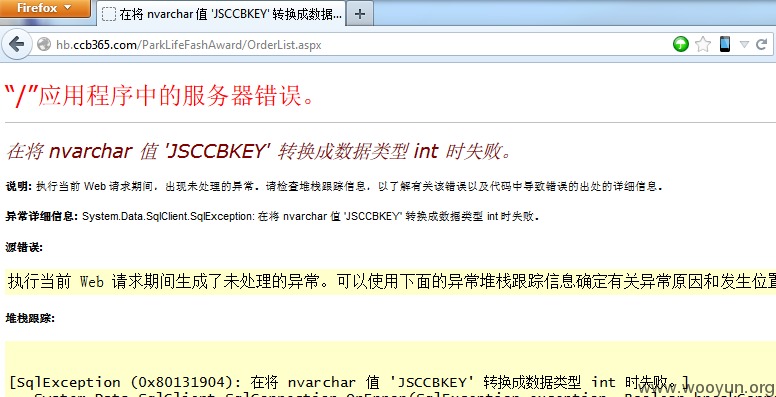 Firefox
在将 nvarchar 值 'JSCCBKEY' 转换成数据...
hb.ccb365.com/ParkLifeFashAward/OrderList.aspx
“/”应用程序中的服务器错误。
在将 nvarchar 值 'JSCCBKEY' 转换成数据类型 int 时失败。
说明: 执行当前 Web 请求期间，出现未处理的异常。请检查堆栈跟踪信息，以了解有关该错误以及代码中导致错误的出处的详细信息。
异常详细信息: System.Data.SqlClient.SqlException: 在将 nvarchar 值 'JSCCBKEY' 转换成数据类型 int 时失败。
源错误:
执行当前 Web 请求期间生成了未处理的异常。可以使用下面的异常堆栈跟踪信息确定有关异常原因和发生位置
堆栈跟踪:
[SqlException (0x80131904): 在将 nvarchar 值 'JSCCBKEY' 转换成数据类型 int 时失败。]
www.wooyun.org
System.Data.SqlClient.SqlConnection.OnError(SqlException exception, Boolean